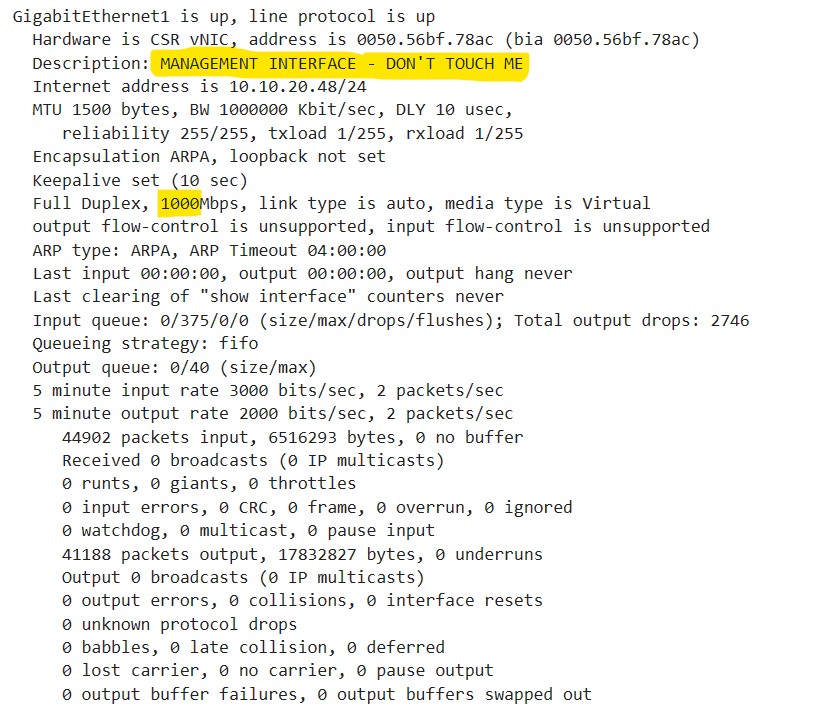 GigabitEthernet1 is up, line protocol is up
Hardware is CSR vNIC, address is 0050.56bf.78ac (bia 0050.56bf.78ac)
Description: MANAGEMENT INTERFACE - DON'T TOUCH ME
Internet address is 10.10.20.48/24
MTU 1500 bytes, BW 1000000 Kbit/sec, DLY 10 usec,
reliability 255/255, txload 1/255, rxload 1/255
Encapsulation ARPA, loopback not set
Keepalive set (10 sec)
Full Duplex, 1000Mbps, link type is auto, media type is Virtual
output flow-control is unsupported, input flow-control is unsupported
ARP type: ARPA, ARP Timeout 04:00:00
Last input 00:00:00, output 00:00:00, output hang never
Last clearing of "show interface" counters never
Input queue: 0/375/0/0 (size/max/drops/flushes); Total output drops: 2746
Queueing strategy: fifo
Output queue: 0/40 (size/max)
5 minute input rate 3000 bits/sec, 2 packets/sec
5 minute output rate 2000 bits/sec, 2 packets/sec
44902 packets input, 6516293 bytes, 0 no buffer
Received 0 broadcasts (0 IP multicasts)
0 runts, 0 giants, 0 throttles
0 input errors, 0 CRC, 0 frame, 0 overrun, 0 ignored
0 watchdog, 0 multicast, 0 pause input
41188 packets output, 17832827 bytes, 0 underruns
Output 0 broadcasts (0 IP multicasts)
0 output errors, 0 collisions, 0 interface resets
0 unknown protocol drops
0 babbles, 0 late collision, 0 deferred
0 lost carrier, 0 no carrier, 0 pause output
0 output buffer failures, 0 output buffers swapped out